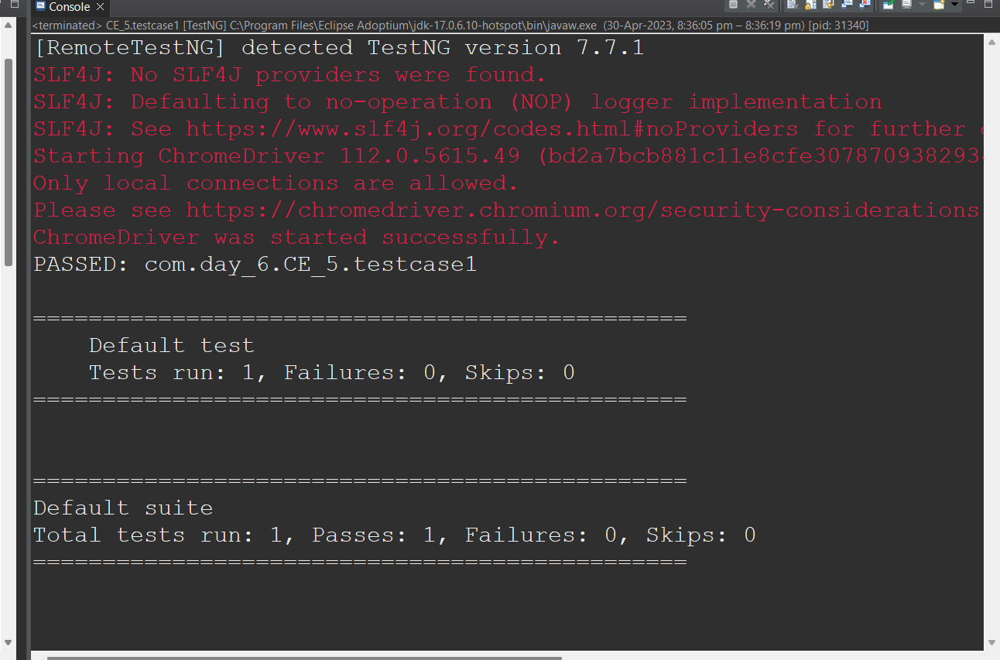 Console
<terminated> CE_5.testcase1 [TestNG] C:\Program Files\Eclipse Adoptium\jdk-17.0.6.10-hotspot\bin\javaw.exe (30-Apr-2023, 8:36:05 pm – 8:36:19 pm) [pid: 31340]
[RemoteTestNG] detected TestNG version 7.7.1
SLF4J: No SLF4J providers were found.
SLF4J: Defaulting to no-operation (NOP) logger implementation
SLF4J: See https://www.slf4j.org/codes.html#noProviders for further
Starting ChromeDriver 112.0.5615.49 (bd2a7bcb881c11e8cfe3078709382934
Only local connections are allowed.
Please see https://chromedriver.chromium.org/security-considerations
ChromeDriver was started successfully.
PASSED: com.day_6.CE_5.testcase1
===============================================
Default test
Tests run: 1, Failures: 0, Skips: 0
===============================================
===============================================
Default suite
Total tests run: 1, Passes: 1, Failures: 0, Skips: 0
===============================================